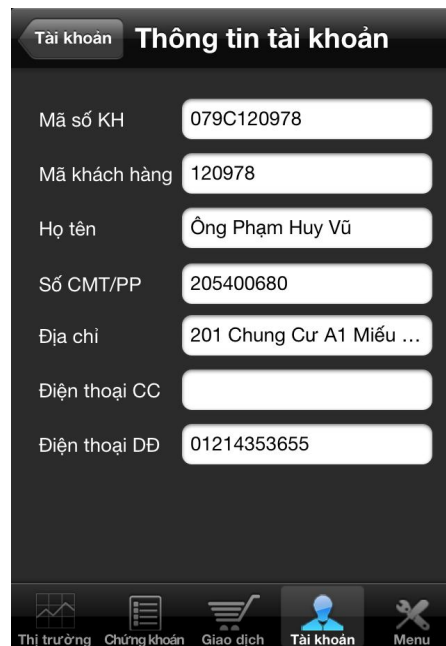 Tài khoản Thông tin tài khoản
Mã số KH 079C120978
Mã khách hàng 120978
Họ tên Ông Phạm Huy Vũ
Số CMT/PP 205400680
Địa chỉ 201 Chung Cư A1 Miếu ...
Điện thoại CC
Điện thoại DĐ 01214353655
Thị trường Chứng khoán Giao dịch Tài khoản Menu